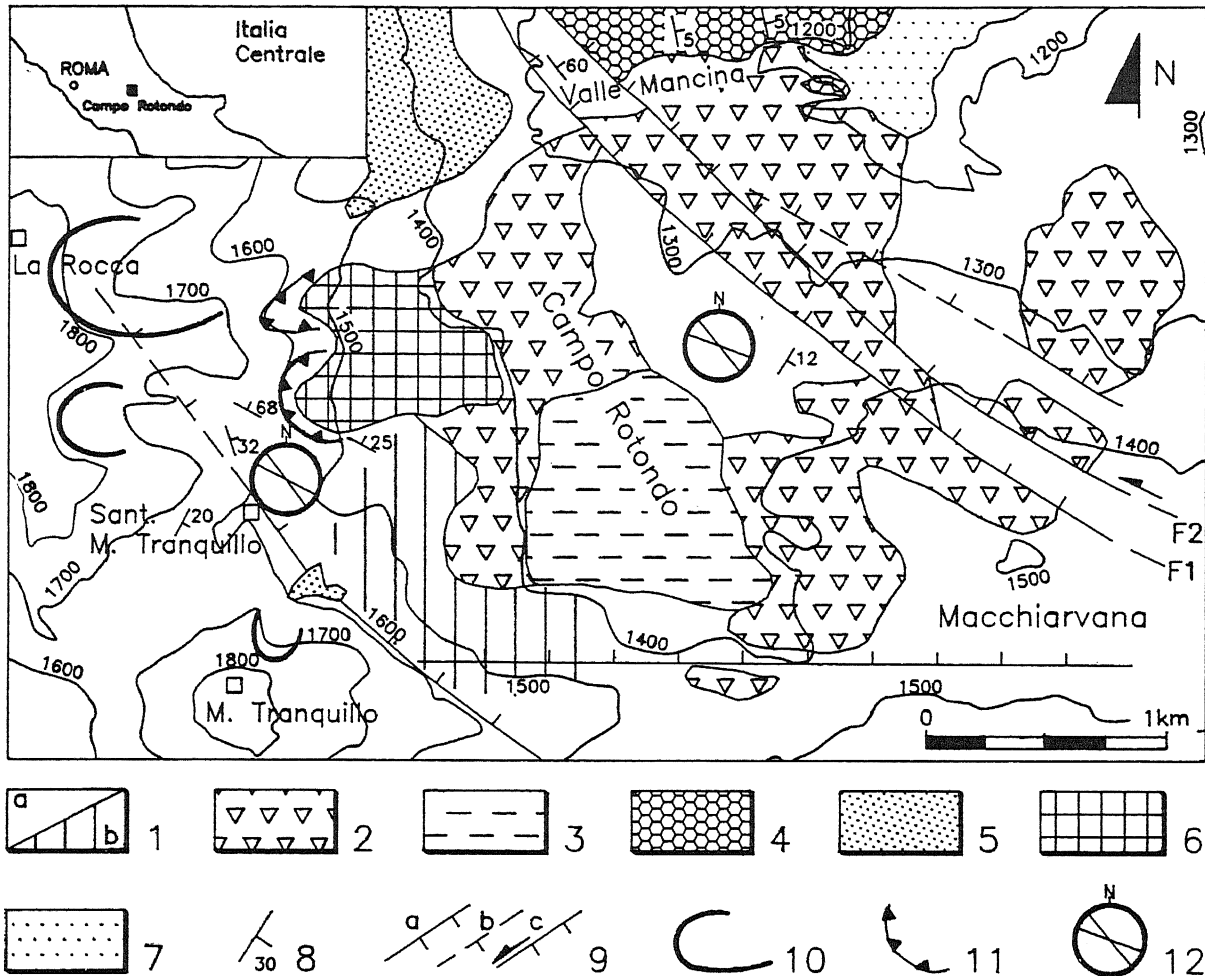 Italia
Centrale
ROMA
Campo Rotondo
5
5
1200
60
Valle Mancina
N
1200
1300
La Rocca
1600
1700
1800
1400
1500
1300
1300
Campo
Rotondo
N
12
68
25
32
N
1400
1800
Sant.
M. Tranquillo
20
1700
F2
F1
1500
Macchiarvana
1600
1700
1600
1800
M. Tranquillo
1400
1500
1500
0
1km
a
b
1
2
3
4
5
6
7
30
8
a
b
c
9
10
11
N
12